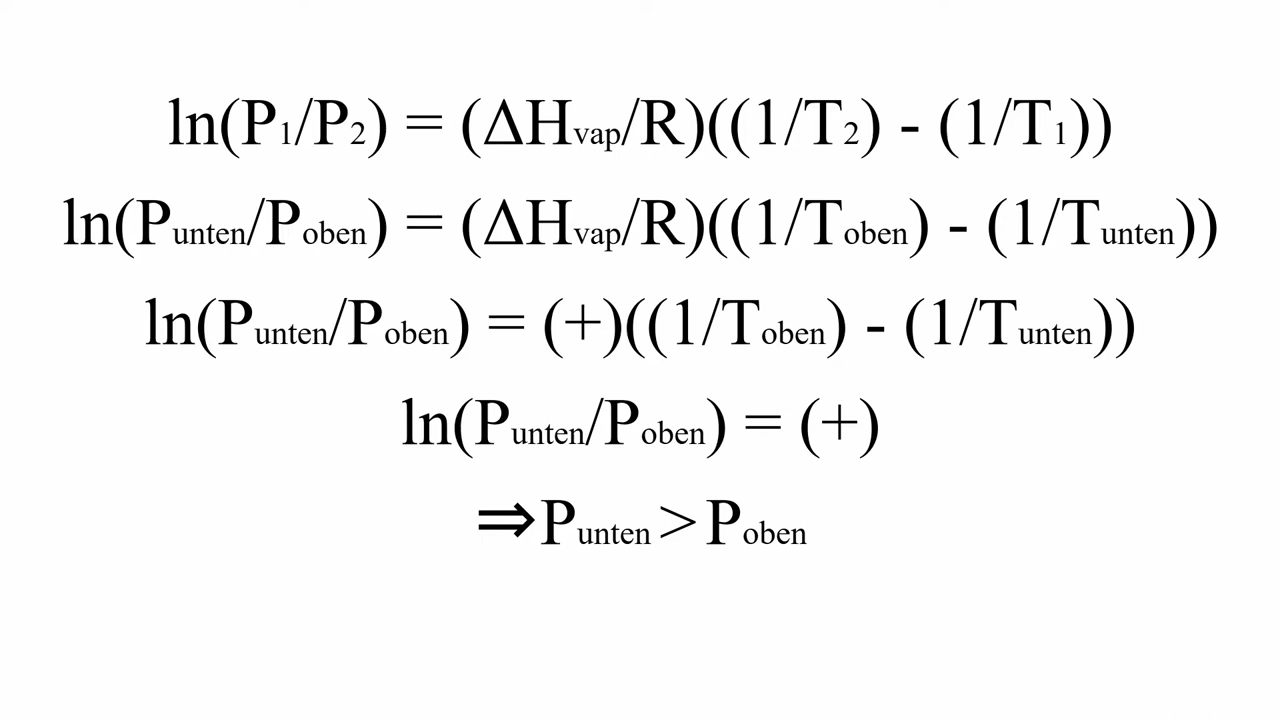 ln(P₁/P₂) = (ΔHvap/R)((1/T₂) - (1/T₁))
ln(Punten/Poben) = (ΔHvap/R)((1/Toben) - (1/Tunten))
ln(Punten/Poben) = (+)((1/Toben) - (1/Tunten))
ln(Punten/Poben) = (+)
⇒Punten > Poben